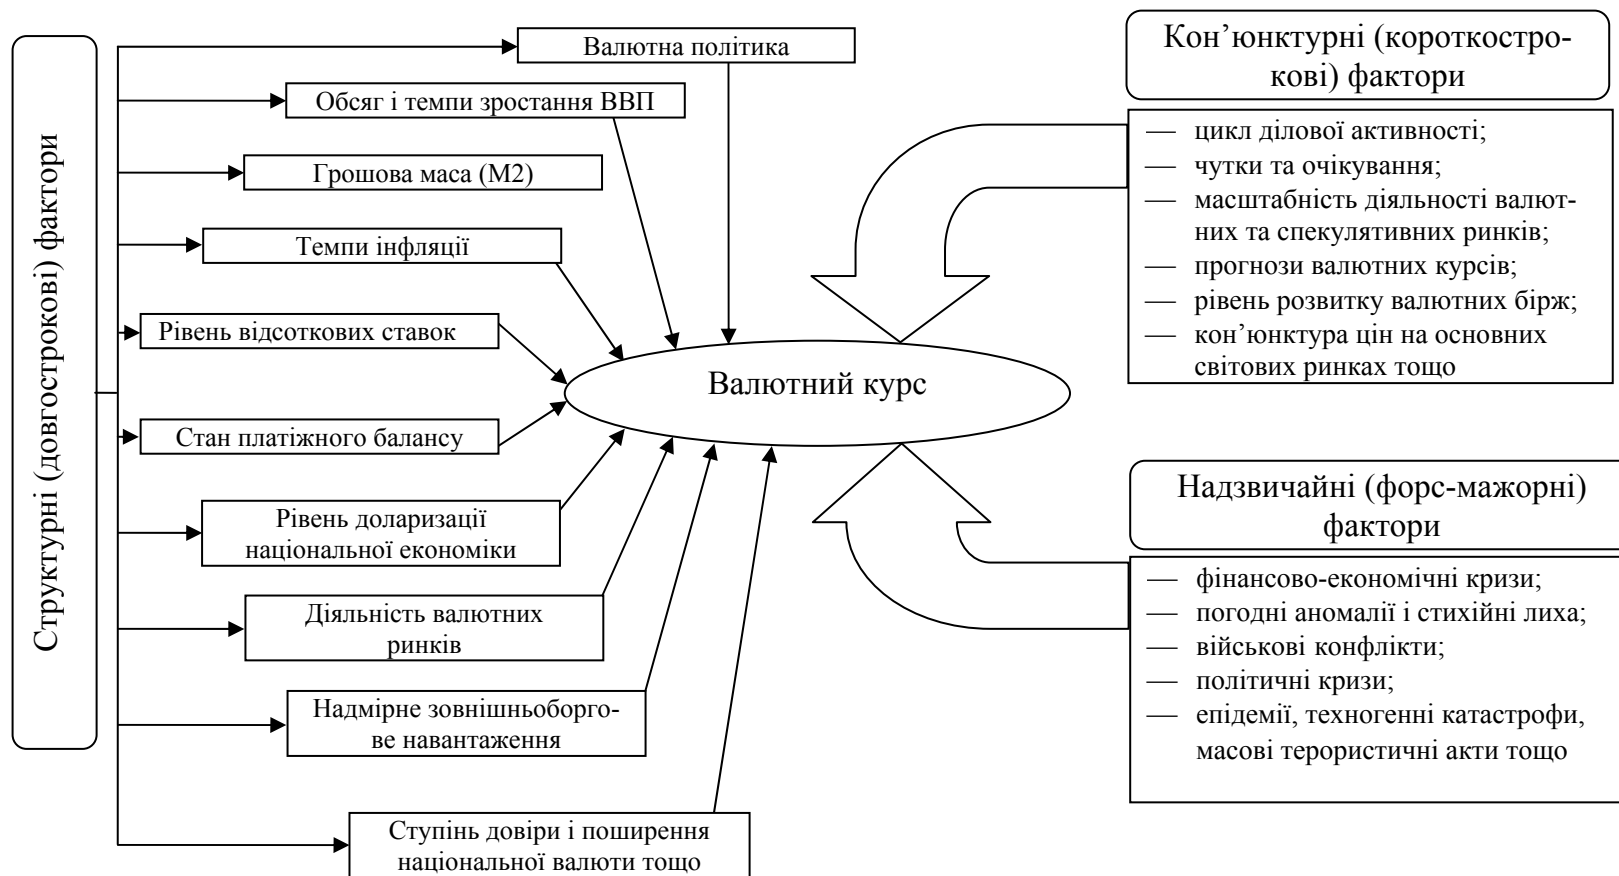 Структурні (довгострокові) фактори
Валютна політика
Обсяг і темпи зростання ВВП
Грошова маса (М2)
Темпи інфляції
Рівень відсоткових ставок
Стан платіжного балансу
Рівень доларизації
національної економіки
Діяльність валютних
ринків
Надмірне зовнішньоборго-
ве навантаження
Ступінь довіри і поширення
національної валюти тощо
Валютний курс
Кон’юнктурні (короткостро-
кові) фактори
— цикл ділової активності;
— чутки та очікування;
— масштабність діяльності валют-
них та спекулятивних ринків;
— прогнози валютних курсів;
— рівень розвитку валютних бірж;
— кон’юнктура цін на основних
світових ринках тощо
Надзвичайні (форс-мажорні)
фактори
— фінансово-економічні кризи;
— погодні аномалії і стихійні лиха;
— військові конфлікти;
— політичні кризи;
— епідемії, техногенні катастрофи,
масові терористичні акти тощо